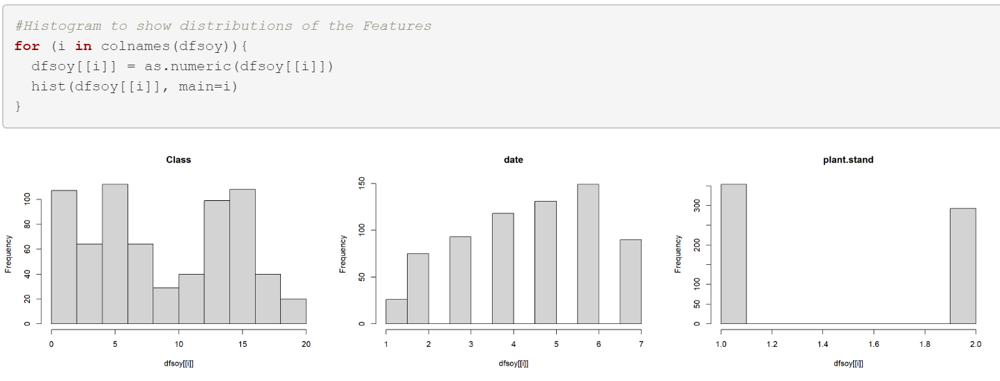 #Histogram to show distributions of the Features
for (i in colnames(dfsoy)){
  dfsoy[[i]] = as.numeric(dfsoy[[i]])
  hist(dfsoy[[i]], main=i)
}
Class
Frequency
0 20 40 60 80 100
0 5 10 15 20
dfsoy[[i]]
date
Frequency
0 50 100 150
1 2 3 4 5 6 7
dfsoy[[i]]
plant.stand
Frequency
0 50 100 200 300
1.0 1.2 1.4 1.6 1.8 2.0
dfsoy[[i]]